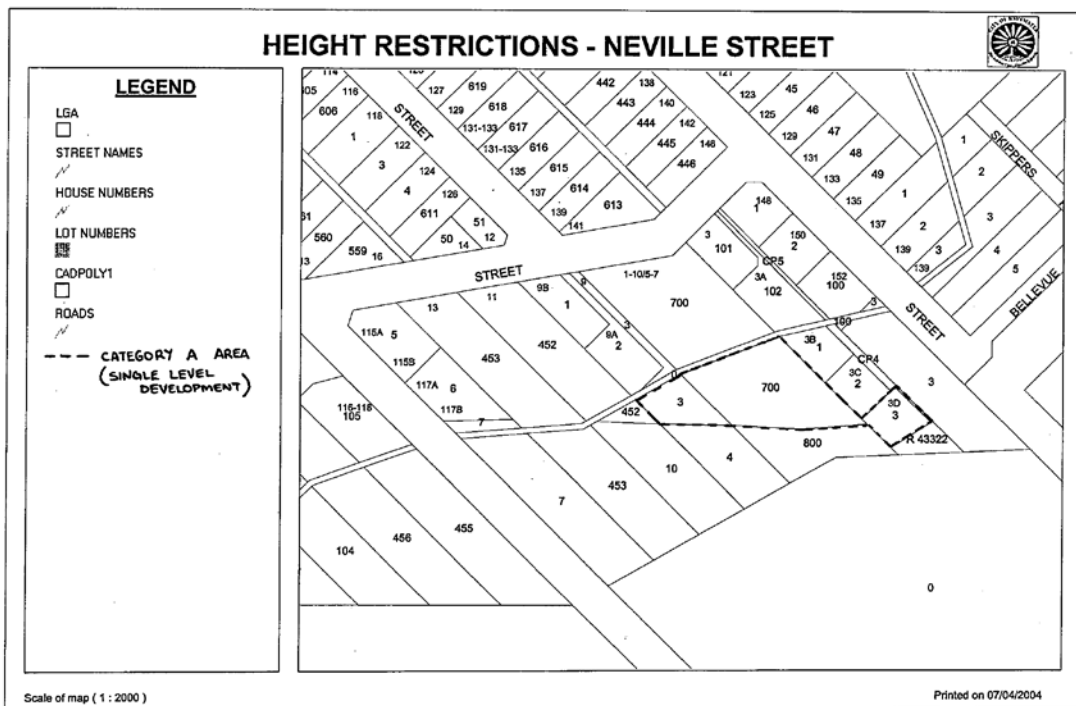 HEIGHT RESTRICTIONS - NEVILLE STREET
LEGEND
LGA
STREET NAMES
HOUSE NUMBERS
LOT NUMBERS
CADPOLY1
ROADS
CATEGORY A AREA
(SINGLE LEVEL
DEVELOPMENT)
116 127 619 442 138 123 45
606 118 129 618 443 140 125 46
1 122 131-133 617 444 142 129 47 1
3 124 131-133 616 445 148 131 48 2
SKIPPERS
STREET
4 126 135 615 446 133 49 3
611 51 137 614 148 1 135 1 4
560 559 16 50 14 12 139 613 141 150 2 137 2 5
3 101 CP5 139 3 139
BELLEVUE
STREET
1-10/5-7 3A 102 152 100 3
13 11 9B 9 1 700 190
STREET
115A 5 453 452 3 9A 2 3B 1 CP4
115B 6 117A 0 3C 2 3
116-118 105 117B 7 452 3 700 3D 3
800 R 43322
4
10
453
7
455
456
104
0
Scale of map ( 1 : 2000 )
Printed on 07/04/2004